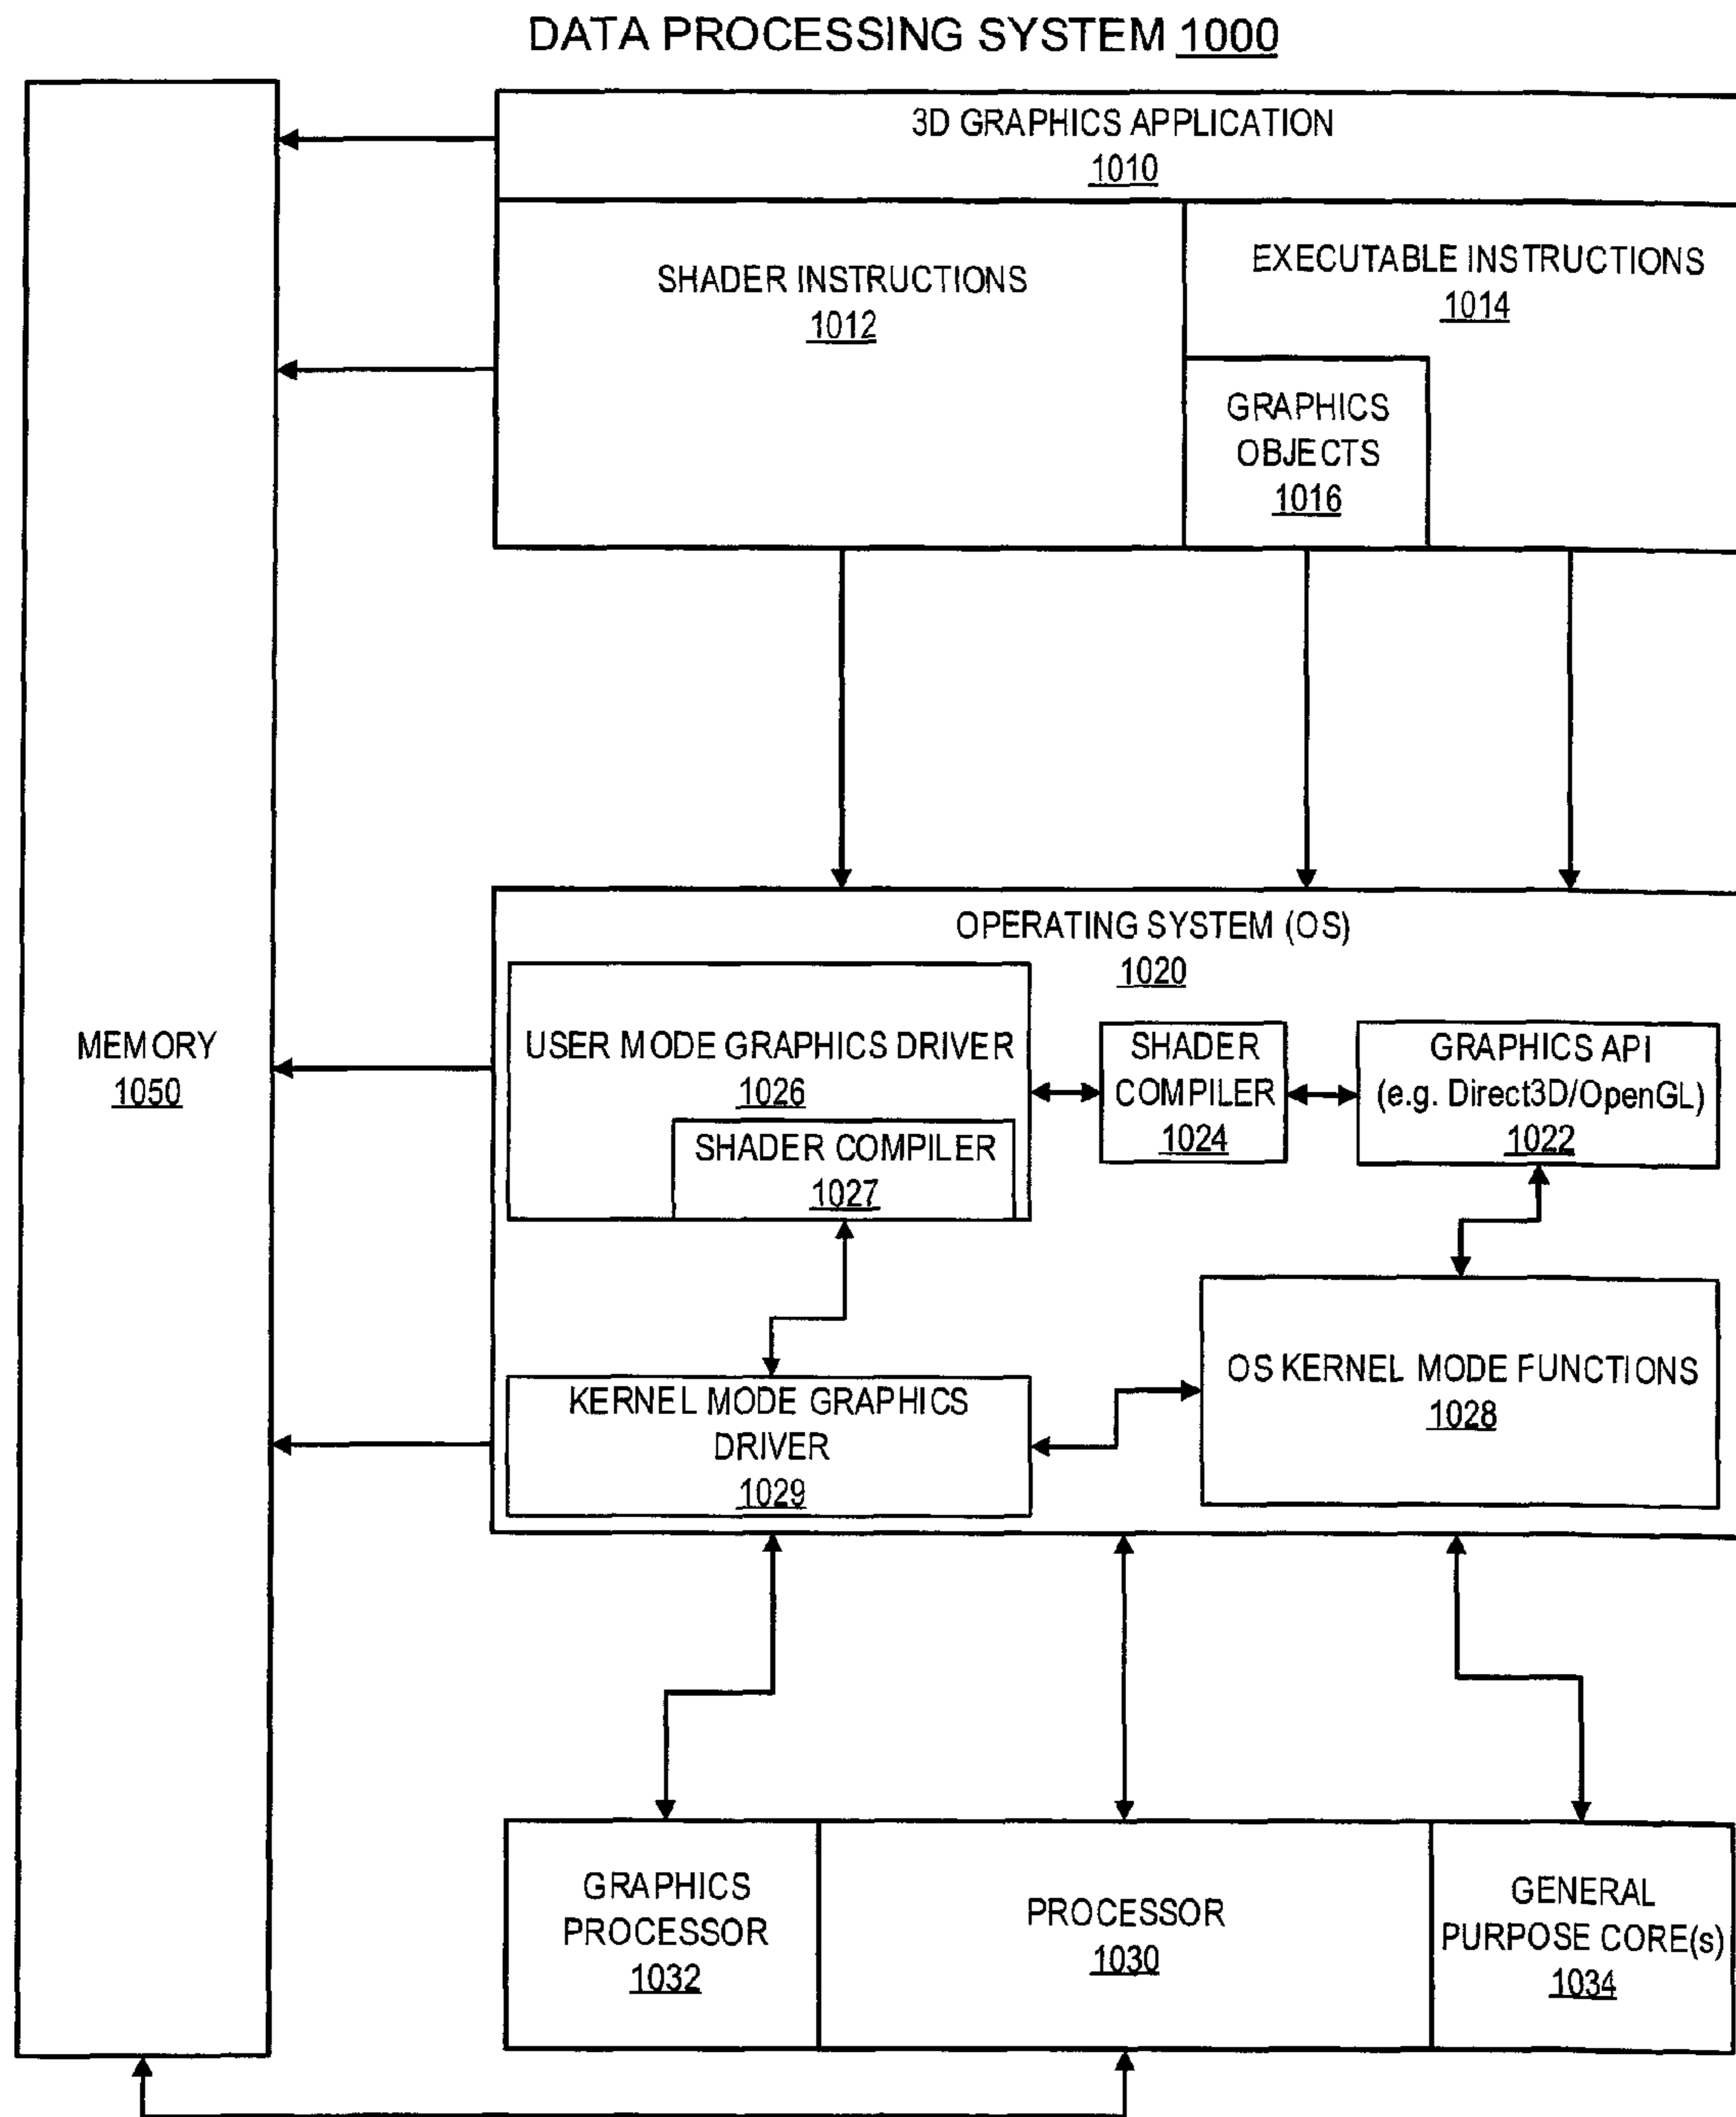 DATA PROCESSING SYSTEM 1000
3D GRAPHICS APPLICATION
1010
SHADER INSTRUCTIONS
1012
EXECUTABLE INSTRUCTIONS
1014
GRAPHICS
OBJECTS
1016
OPERATING SYSTEM (OS)
1020
MEMORY
1050
USER MODE GRAPHICS DRIVER
1026
SHADER COMPILER
1027
SHADER
COMPILER
1024
GRAPHICS API
(e.g. Direct3D/OpenGL)
1022
KERNEL MODE GRAPHICS
DRIVER
1029
OS KERNEL MODE FUNCTIONS
1028
GRAPHICS
PROCESSOR
1032
PROCESSOR
1030
GENERAL
PURPOSE CORE(s)
1034